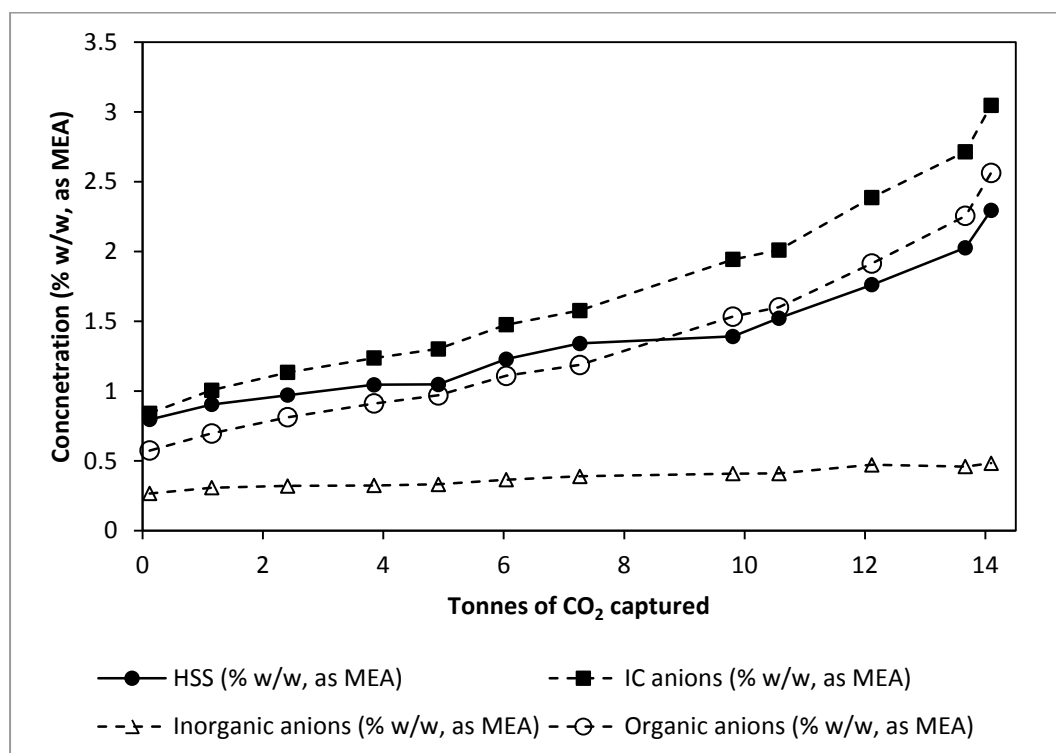 3.5
3
2.5
2
1.5
1
0.5
0
Concnetration (% w/w, as MEA)
0 2 4 6 8 10 12 14
Tonnes of CO₂ captured
HSS (% w/w, as MEA) IC anions (% w/w, as MEA)
Inorganic anions (% w/w, as MEA) Organic anions (% w/w, as MEA)